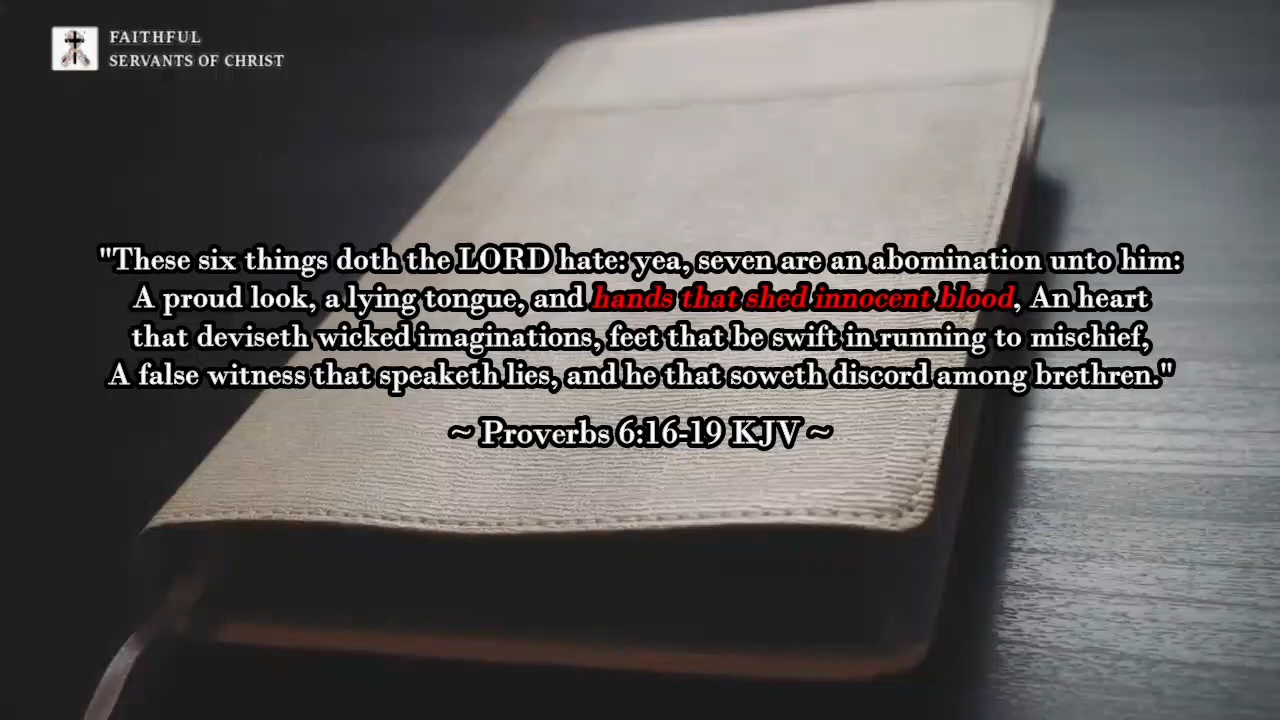 FAITHFUL
SERVANTS OF CHRIST
"These six things doth the LORD hate: yea, seven are an abomination unto him:
A proud look, a lying tongue, and hands that shed innocent blood, An heart
that deviseth wicked imaginations, feet that be swift in running to mischief,
A false witness that speaketh lies, and he that soweth discord among brethren."
~ Proverbs 6:16-19 KJV ~